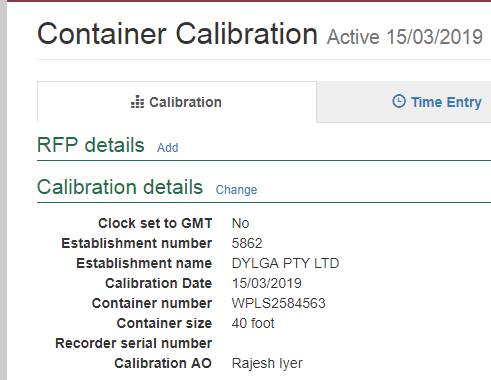 Container Calibration Active 15/03/2019
Calibration Time Entry
RFP details Add
Calibration details Change
Clock set to GMT No
Establishment number 5862
Establishment name DYLGA PTY LTD
Calibration Date 15/03/2019
Container number WPLS2584563
Container size 40 foot
Recorder serial number
Calibration AO Rajesh Iyer